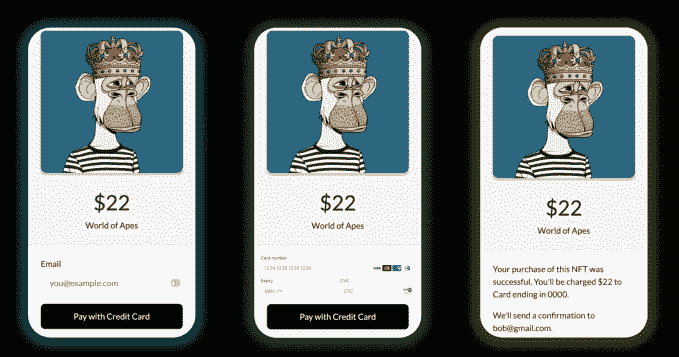 $22
World of Apes
Email
you@example.com
Pay with Credit Card
$22
World of Apes
Card number
1234 1234 1234 1234
VISA
Expiry
CVC
MM / YY
CVC
Pay with Credit Card
$22
World of Apes
Your purchase of this NFT was
successful. You'll be charged $22 to
Card ending in 0000.
We'll send a confirmation to
bob@gmail.com.